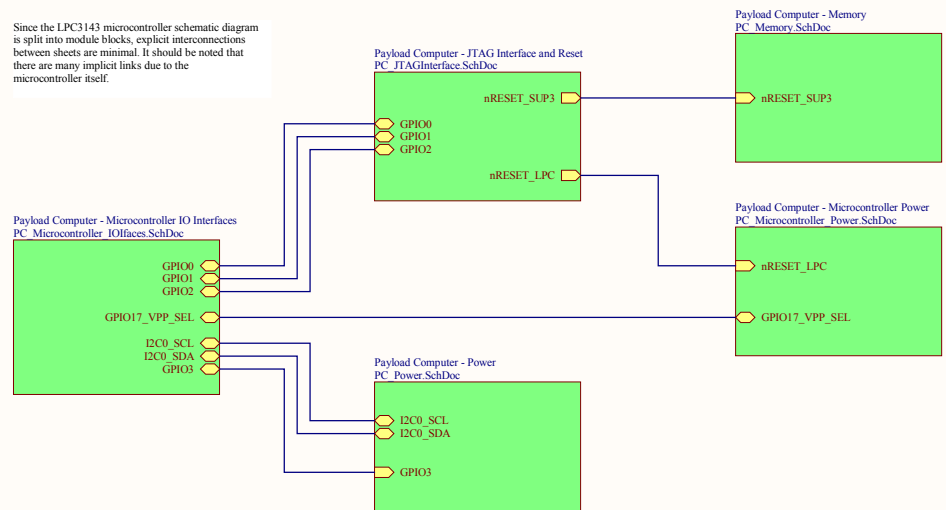 Since the LPC3143 microcontroller schematic diagram
is split into module blocks, explicit interconnections
between sheets are minimal. It should be noted that
there are many implicit links due to the
microcontroller itself.
Payload Computer - JTAG Interface and Reset
PC_JTAGInterface.SchDoc
nRESET_SUP3
GPIO0
GPIO1
GPIO2
nRESET_LPC
Payload Computer - Memory
PC_Memory.SchDoc
nRESET_SUP3
Payload Computer - Microcontroller IO Interfaces
PC_Microcontroller_IOIfaces.SchDoc
GPIO0
GPIO1
GPIO2
GPIO17_VPP_SEL
I2C0_SCL
I2C0_SDA
GPIO3
Payload Computer - Microcontroller Power
PC_Microcontroller_Power.SchDoc
nRESET_LPC
GPIO17_VPP_SEL
Payload Computer - Power
PC_Power.SchDoc
I2C0_SCL
I2C0_SDA
GPIO3